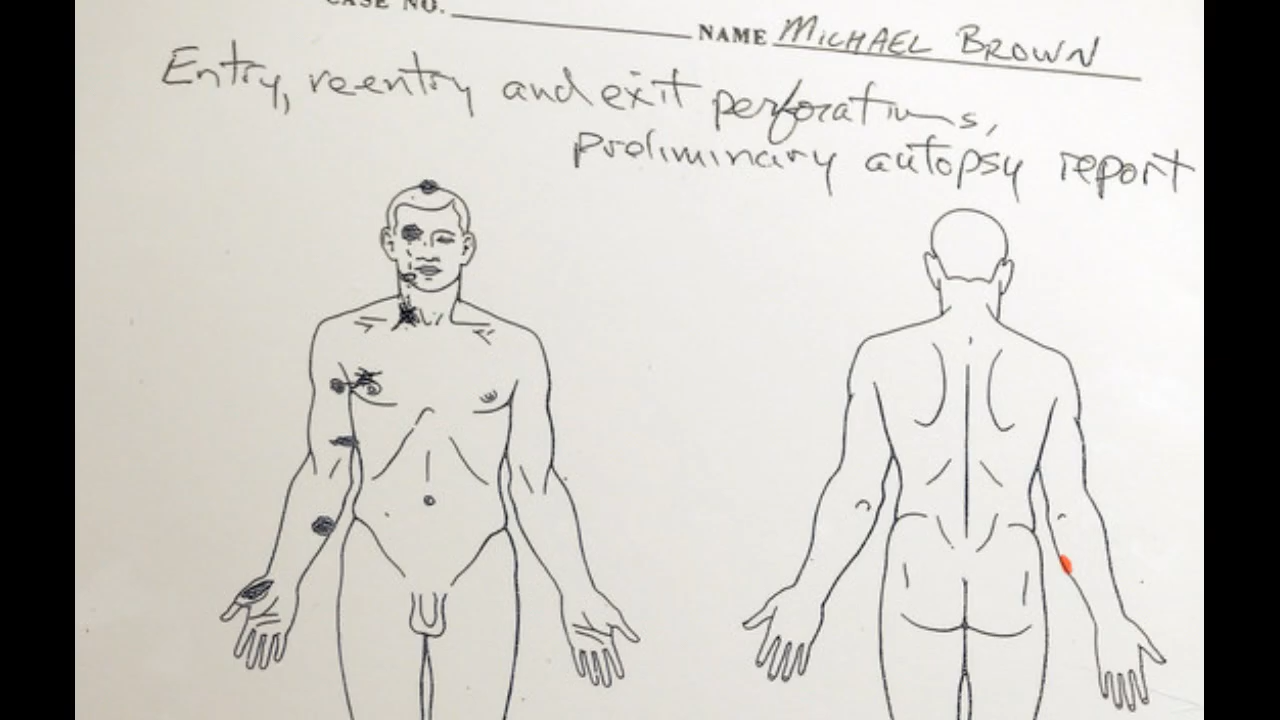 CASE NO.
NAME MICHAEL BROWN
Entry, reentry and exit perforations,
preliminary autopsy report